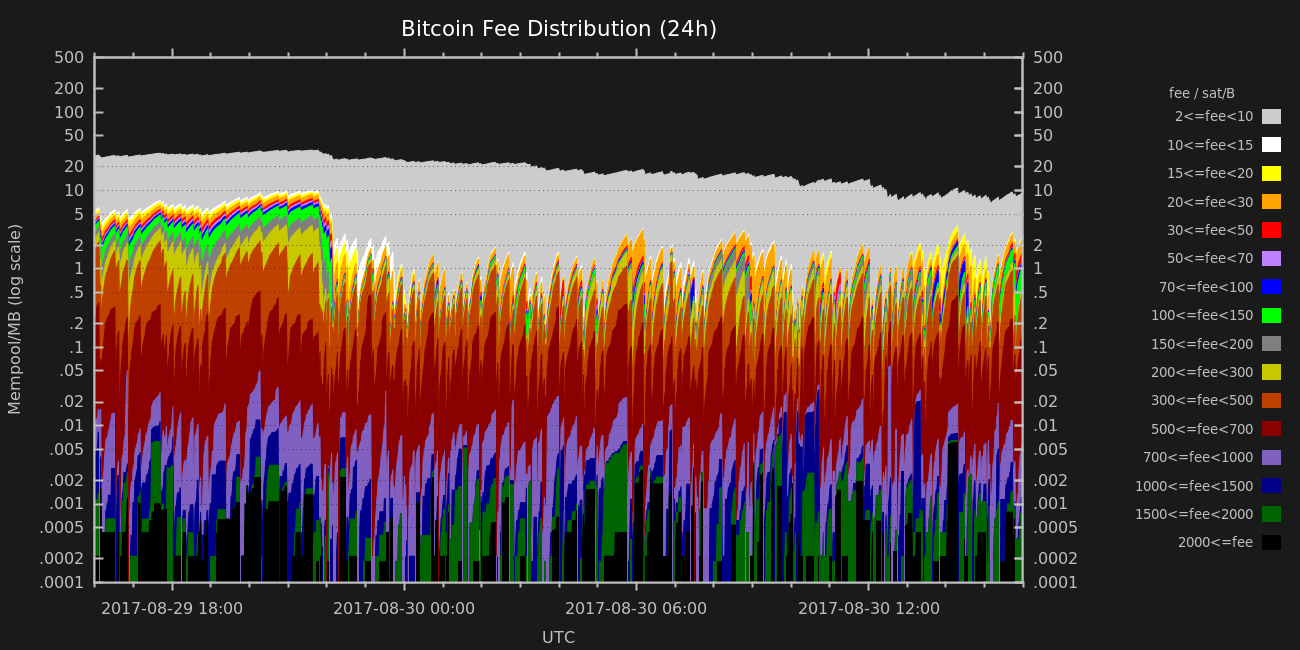 Bitcoin Fee Distribution (24h)
500
200
100
50
20
10
5
2
1
.5
.2
.1
.05
.02
.01
.005
.002
.001
.0005
.0002
.0001
Mempool/MB (log scale)
500
200
100
50
20
10
5
2
1
.5
.2
.1
.05
.02
.01
.005
.002
.001
.0005
.0002
.0001
2017-08-29 18:00 2017-08-30 00:00 2017-08-30 06:00 2017-08-30 12:00
UTC
fee / sat/B
2<=fee<10
10<=fee<15
15<=fee<20
20<=fee<30
30<=fee<50
50<=fee<70
70<=fee<100
100<=fee<150
150<=fee<200
200<=fee<300
300<=fee<500
500<=fee<700
700<=fee<1000
1000<=fee<1500
1500<=fee<2000
2000<=fee